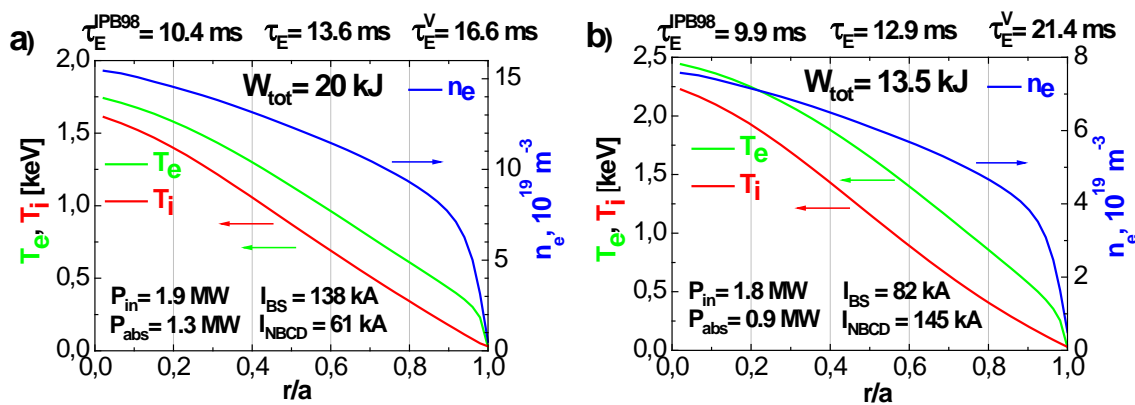 a)
τ_E^IPB98 = 10.4 ms τ_E = 13.6 ms τ_E^V = 16.6 ms
W_tot = 20 kJ
n_e
T_e
T_i
P_in = 1.9 MW I_BS = 138 kA
P_abs = 1.3 MW I_NBCD = 61 kA
T_e, T_i [keV]
2,0
1,5
1,0
0,5
0,0
n_e, 10^19 m^-3
15
10
5
0
0,0 0,2 0,4 0,6 0,8 1,0
r/a
b)
τ_E^IPB98 = 9.9 ms τ_E = 12.9 ms τ_E^V = 21.4 ms
W_tot = 13.5 kJ
n_e
T_e
T_i
P_in = 1.8 MW I_BS = 82 kA
P_abs = 0.9 MW I_NBCD = 145 kA
T_e, T_i [keV]
2,5
2,0
1,5
1,0
0,5
0,0
n_e, 10^19 m^-3
8
6
4
2
0
0,0 0,2 0,4 0,6 0,8 1,0
r/a